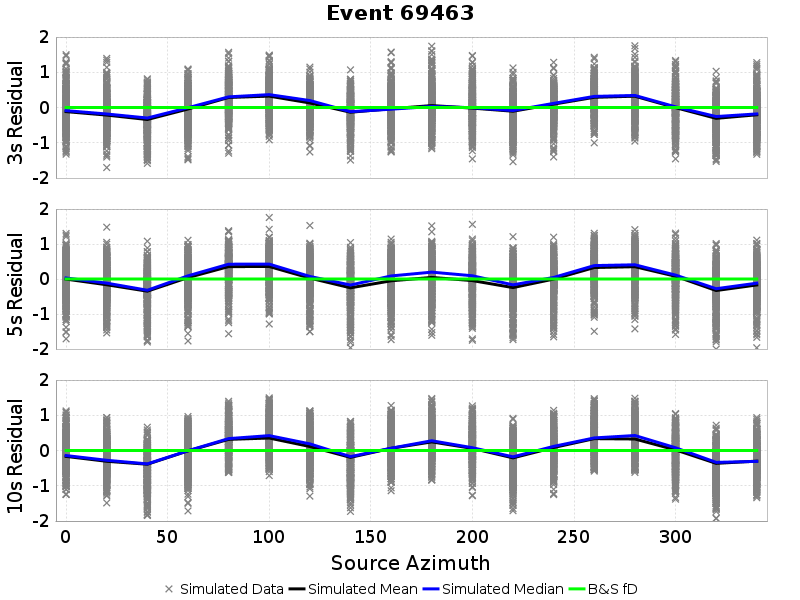 Event 69463
3s Residual
2
1
0
-1
-2
5s Residual
2
1
0
-1
-2
10s Residual
2
1
0
-1
-2
0 50 100 150 200 250 300
Source Azimuth
Simulated Data Simulated Mean Simulated Median B&S fD